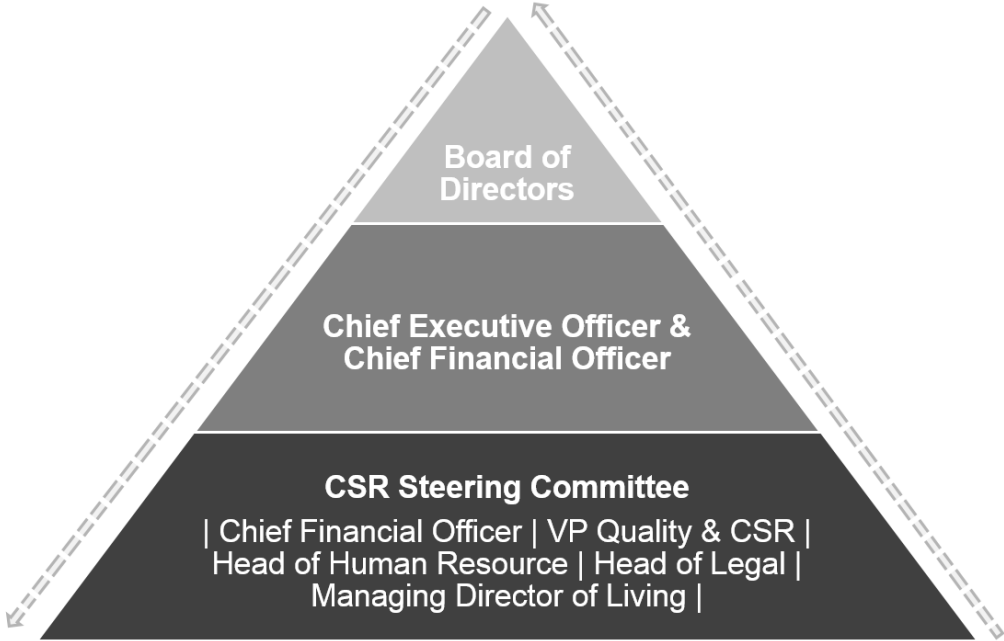 Board of
Directors
Chief Executive Officer &
Chief Financial Officer
CSR Steering Committee
| Chief Financial Officer | VP Quality & CSR |
Head of Human Resource | Head of Legal |
Managing Director of Living |